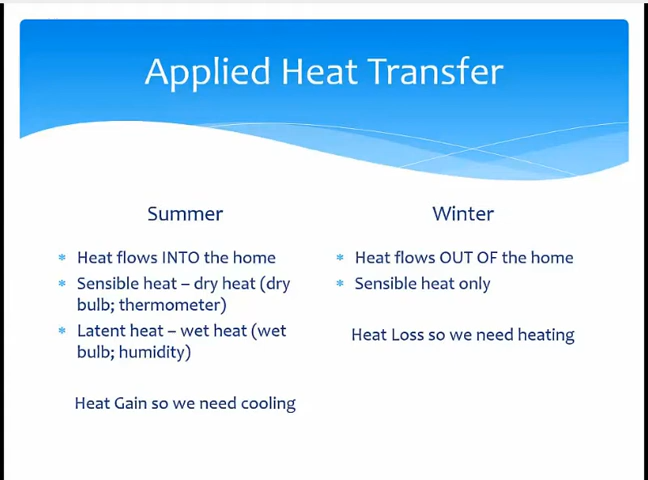 Applied Heat Transfer
Summer
* Heat flows INTO the home
* Sensible heat – dry heat (dry
bulb; thermometer)
* Latent heat – wet heat (wet
bulb; humidity)
Heat Gain so we need cooling
Winter
* Heat flows OUT OF the home
* Sensible heat only
Heat Loss so we need heating